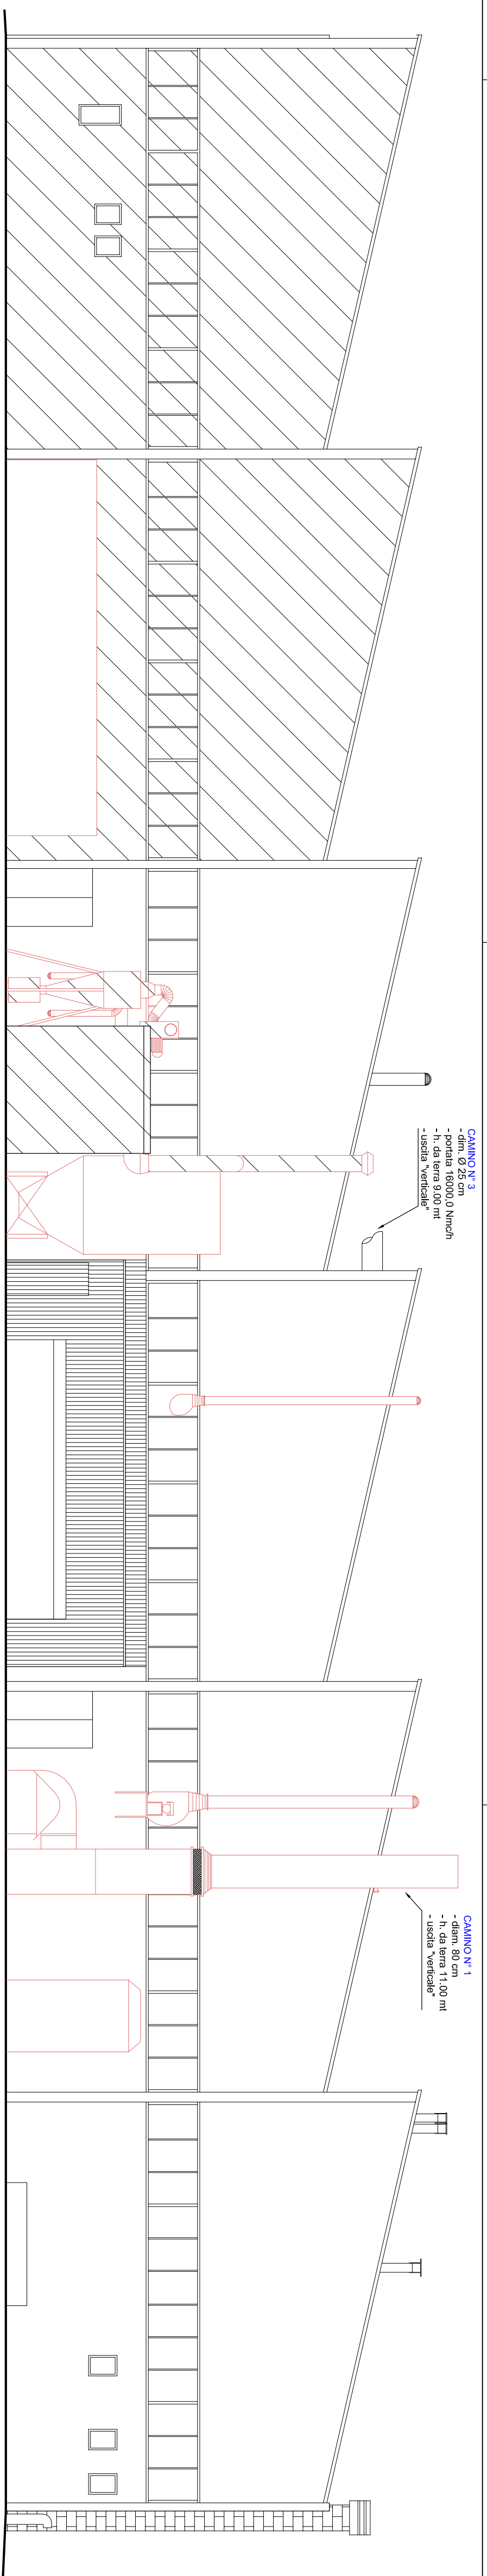 CAMINO N° 3
- dim. Ø 25 cm
- portata 16000,0 Nmc/h
- h. da terra 9.00 mt
- uscita "verticale"
CAMINO N° 1
- diam. 80 cm
- h. da terra 11.00 mt
- uscita "verticale"